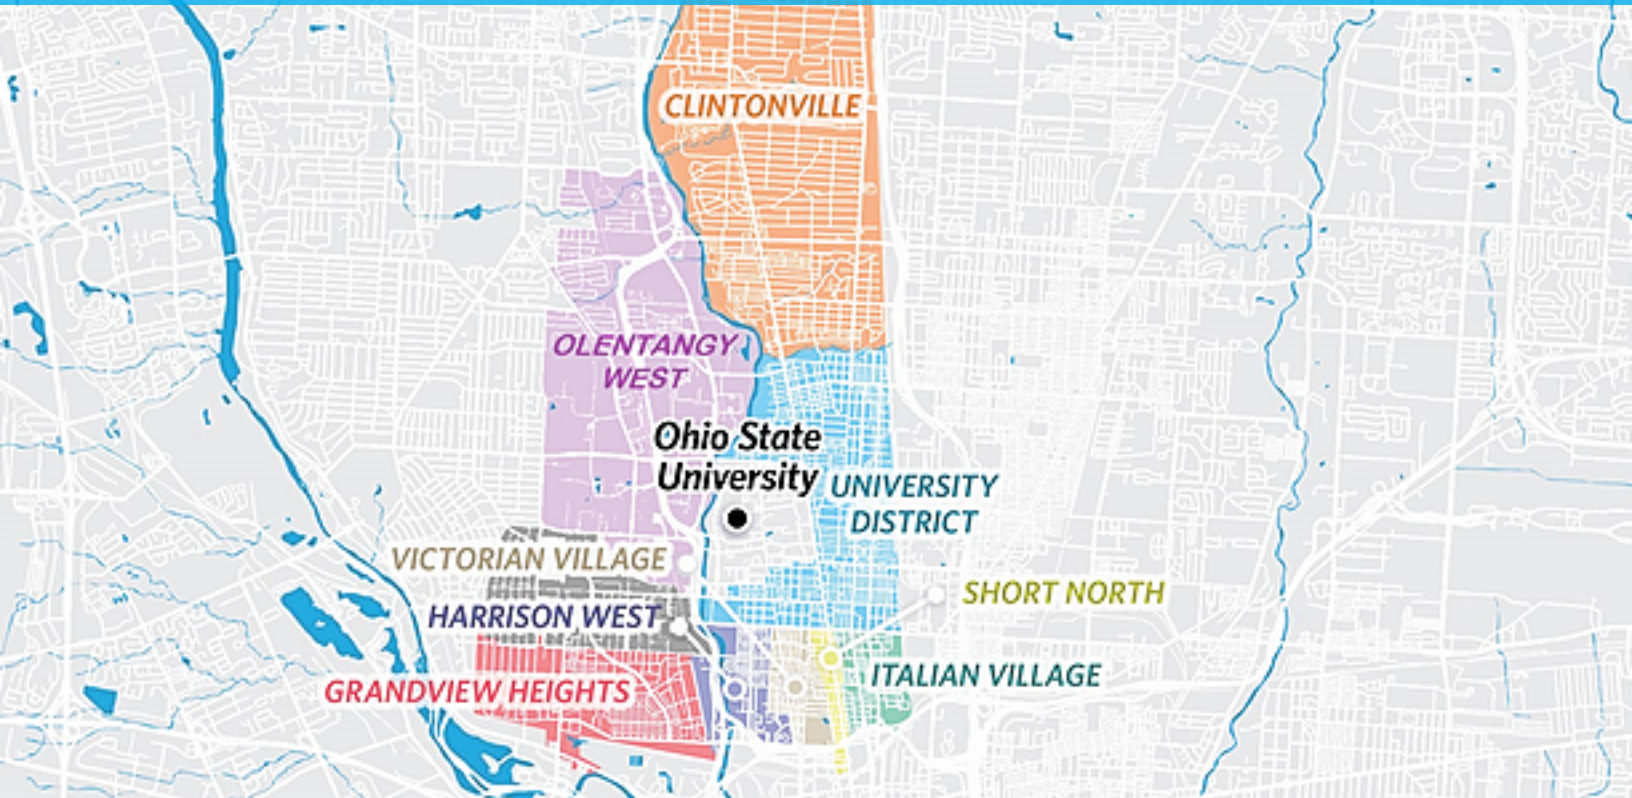 CLINTONVILLE
OLENTANGY
WEST
Ohio State
University
UNIVERSITY
DISTRICT
VICTORIAN VILLAGE
SHORT NORTH
HARRISON WEST
ITALIAN VILLAGE
GRANDVIEW HEIGHTS